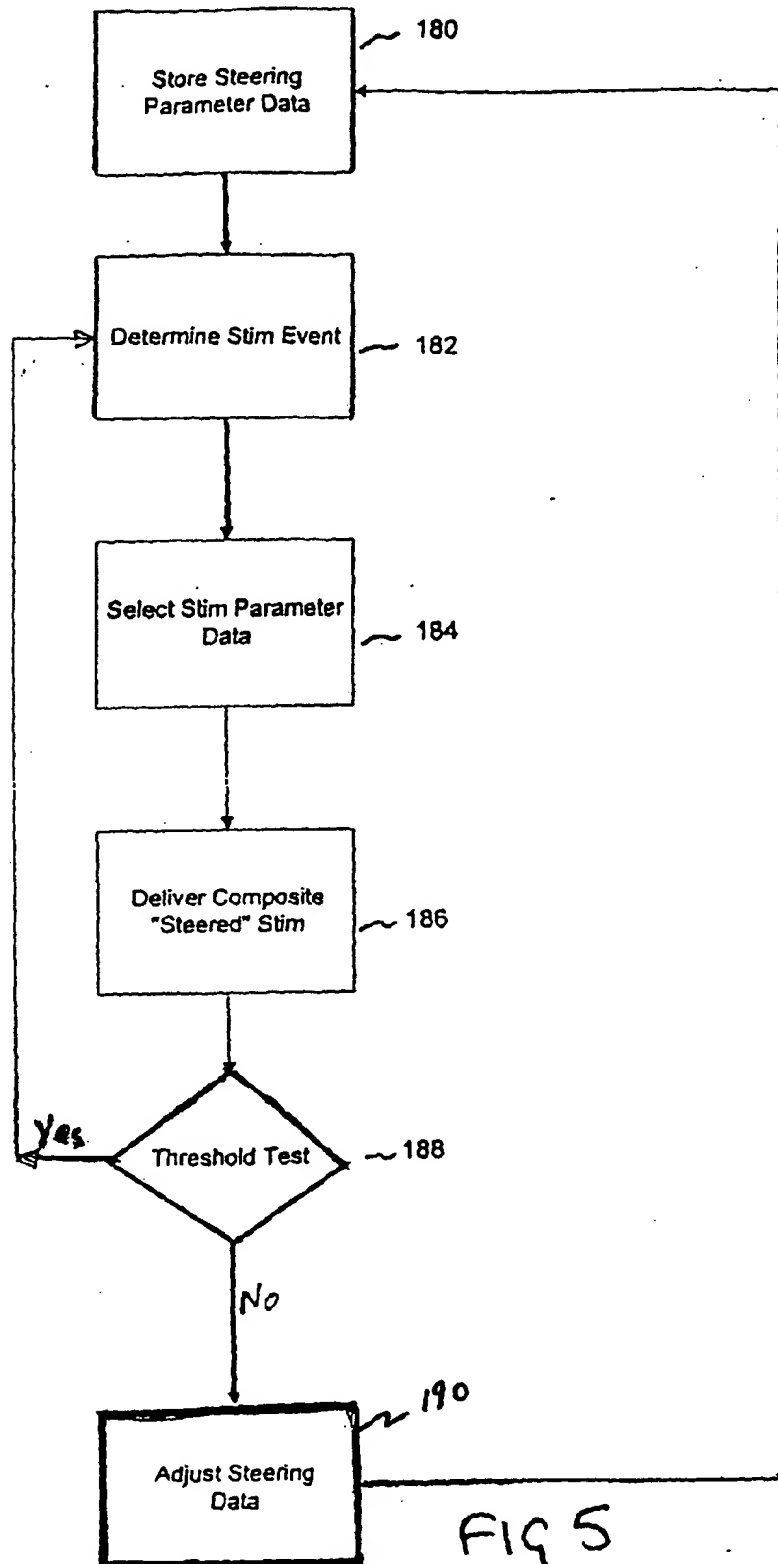 180
Store Steering
Parameter Data
Determine Stim Event
182
Select Stim Parameter
Data
184
Deliver Composite
"Steered" Stim
186
Yes
Threshold Test
188
No
190
Adjust Steering
Data
FIG 5